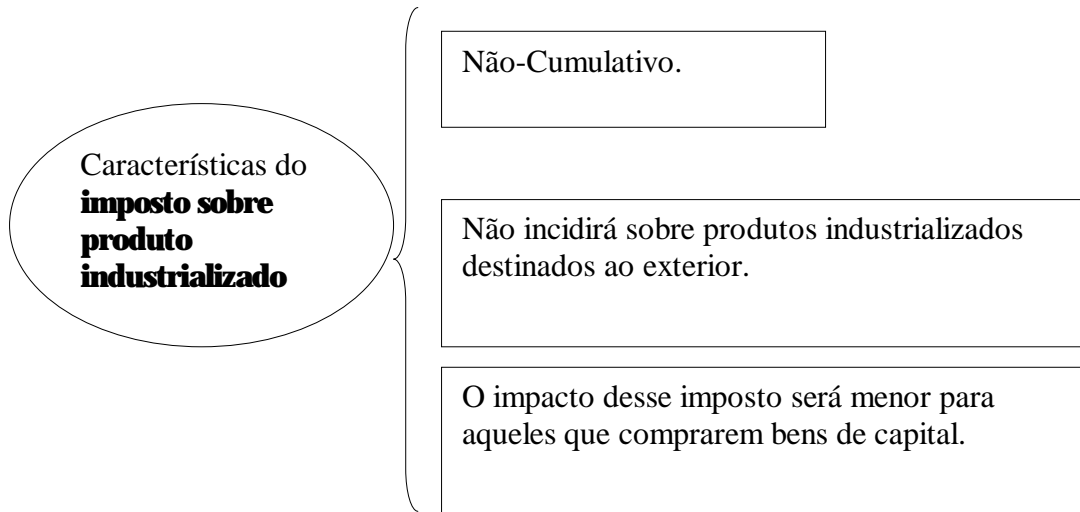 Característícas do
imposto sobre
produto
industrializado
Não-Cumulativo.
Não incidirá sobre produtos industrializados
destinados ao exterior.
O impacto desse imposto será menor para
aqueles que comprarem bens de capital.